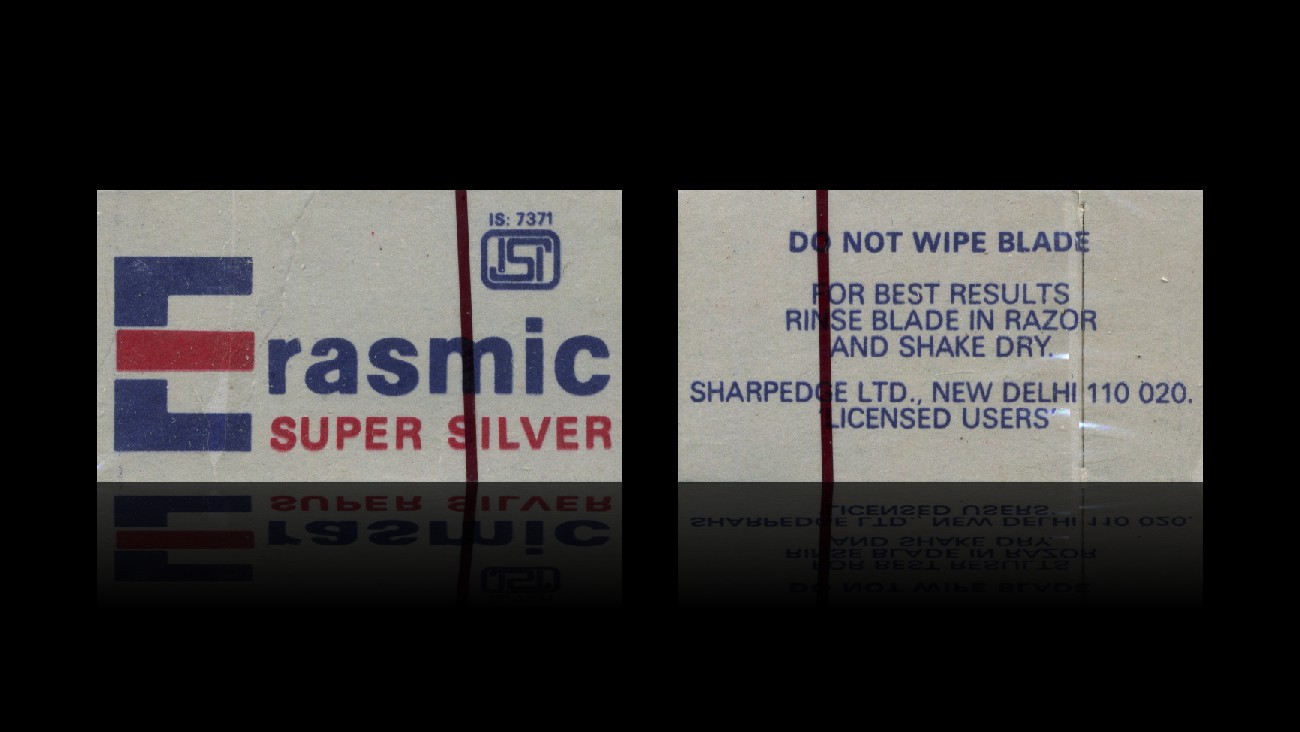 IS: 7371
ISI
Erasmic
SUPER SILVER
DO NOT WIPE BLADE
FOR BEST RESULTS
RINSE BLADE IN RAZOR
AND SHAKE DRY.
SHARPEDGE LTD., NEW DELHI 110 020.
'LICENSED USERS'